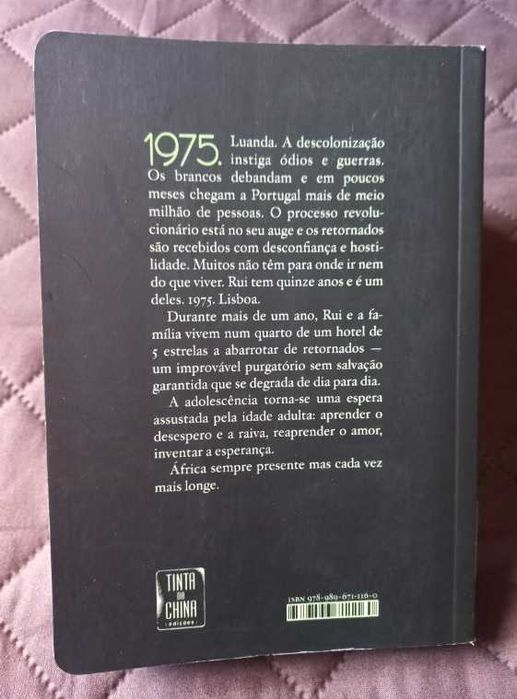 1975. Luanda. A descolonização
instiga ódios e guerras.
Os brancos debandam e em poucos
meses chegam a Portugal mais de meio
milhão de pessoas. O processo revolu-
cionário está no seu auge e os retornados
são recebidos com desconfiança e hosti-
lidade. Muitos não têm para onde ir nem
do que viver. Rui tem quinze anos e é um
deles. 1975. Lisboa.
Durante mais de um ano, Rui e a fa-
mília vivem num quarto de um hotel de
5 estrelas a abarrotar de retornados —
um improvável purgatório sem salvação
garantida que se degrada de dia para dia.
A adolescência torna-se uma espera
assustada pela idade adulta: aprender o
desespero e a raiva, reaprender o amor,
inventar a esperança.
África sempre presente mas cada vez
mais longe.
TINTA
DA
CHINA
edições
ISBN 978-989-671-116-0